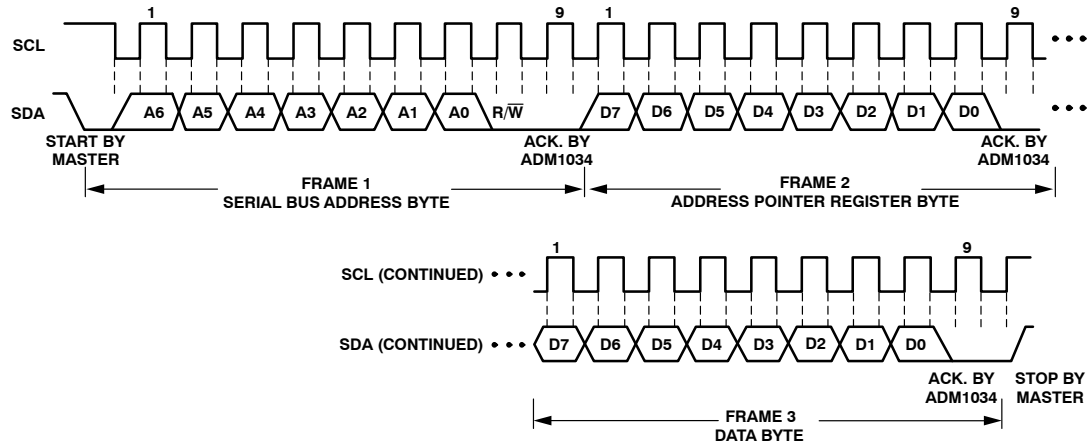 1 9 1 9
SCL
SDA A6 A5 A4 A3 A2 A1 A0 R/W̅ D7 D6 D5 D4 D3 D2 D1 D0
START BY MASTER
ACK. BY ADM1034
ACK. BY ADM1034
FRAME 1
SERIAL BUS ADDRESS BYTE
FRAME 2
ADDRESS POINTER REGISTER BYTE
1 9
SCL (CONTINUED)
SDA (CONTINUED) D7 D6 D5 D4 D3 D2 D1 D0
ACK. BY ADM1034
STOP BY MASTER
FRAME 3
DATA BYTE